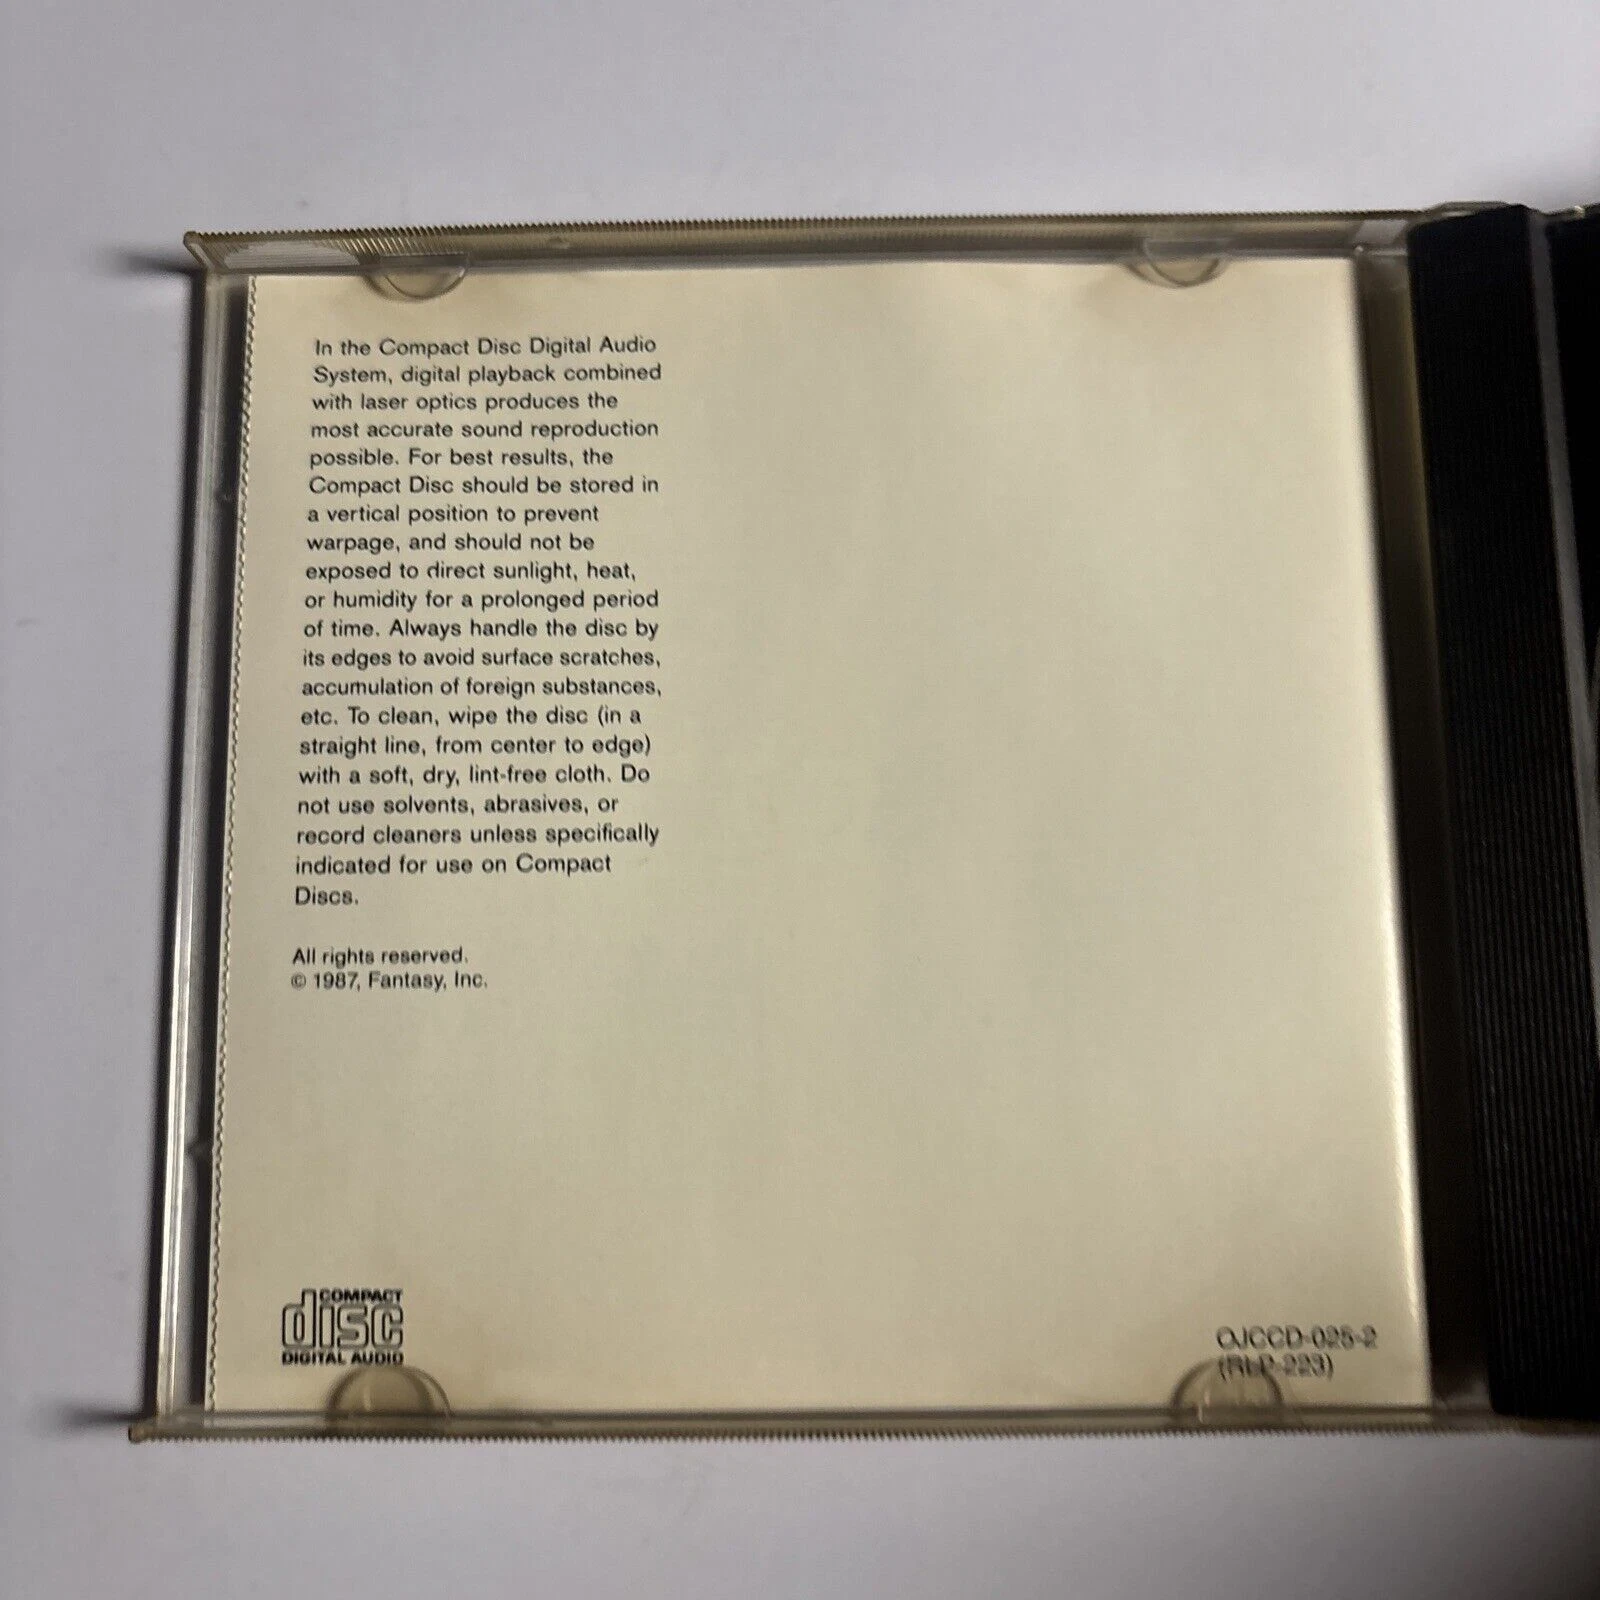 In the Compact Disc Digital Audio
System, digital playback combined
with laser optics produces the
most accurate sound reproduction
possible. For best results, the
Compact Disc should be stored in
a vertical position to prevent
warpage, and should not be
exposed to direct sunlight, heat,
or humidity for a prolonged period
of time. Always handle the disc by
its edges to avoid surface scratches,
accumulation of foreign substances,
etc. To clean, wipe the disc (in a
straight line, from center to edge)
with a soft, dry, lint-free cloth. Do
not use solvents, abrasives, or
record cleaners unless specifically
indicated for use on Compact
Discs.
All rights reserved.
© 1987, Fantasy, Inc.
COMPACT
disc
DIGITAL AUDIO
OJCCD-025-2
(RLP-223)